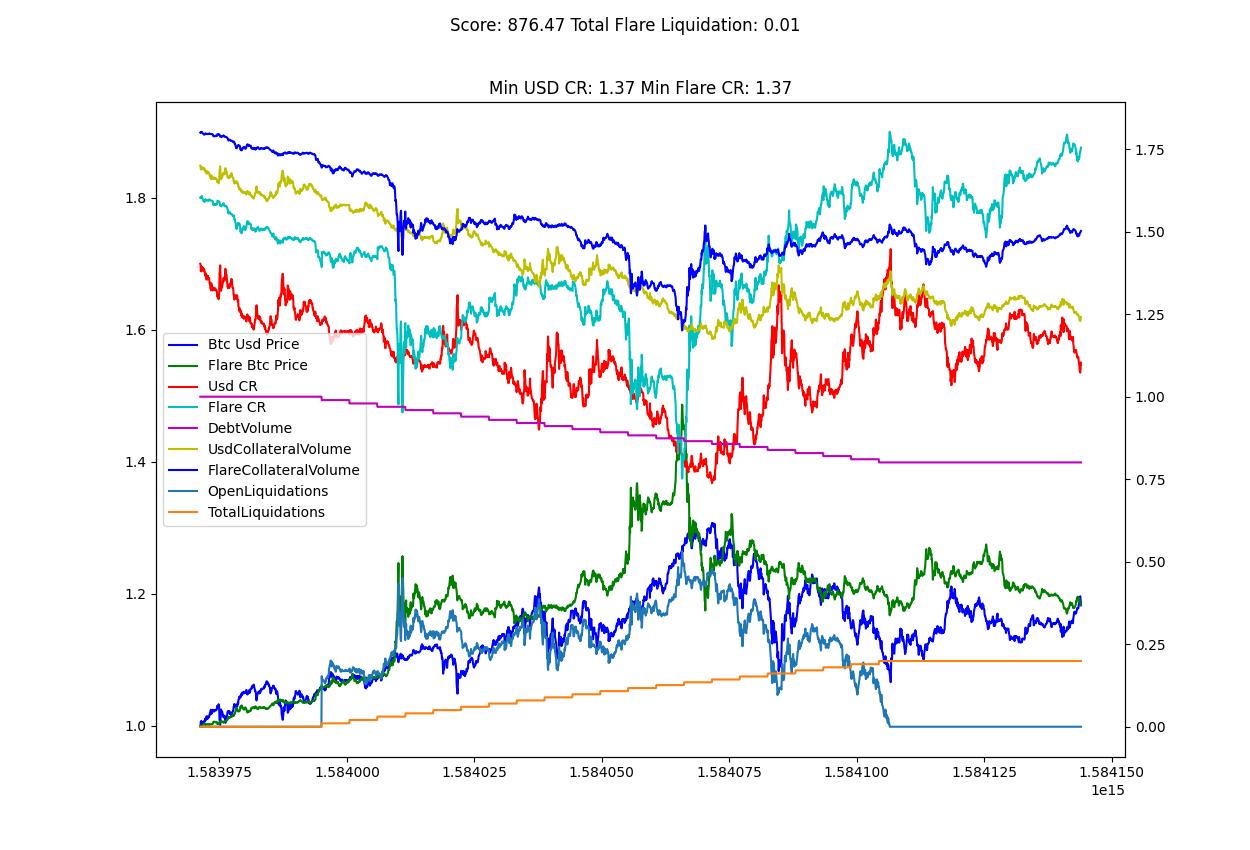 Score: 876.47 Total Flare Liquidation: 0.01
Min USD CR: 1.37 Min Flare CR: 1.37
1.8
1.6
1.4
1.2
1.0
1.75
1.50
1.25
1.00
0.75
0.50
0.25
0.00
Btc Usd Price
Flare Btc Price
Usd CR
Flare CR
DebtVolume
UsdCollateralVolume
FlareCollateralVolume
OpenLiquidations
TotalLiquidations
1.583975 1.584000 1.584025 1.584050 1.584075 1.584100 1.584125 1.584150
1e15